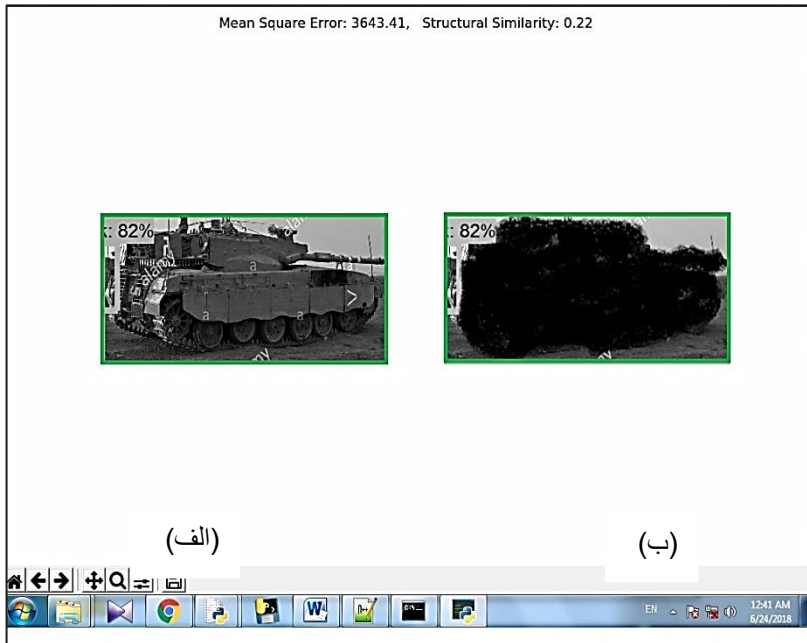 Mean Square Error: 3643.41, Structural Similarity: 0.22
: 82%
: 82%
alamy
a
a
a
(الف)
(ب)
EN
12:41 AM
6/24/2018